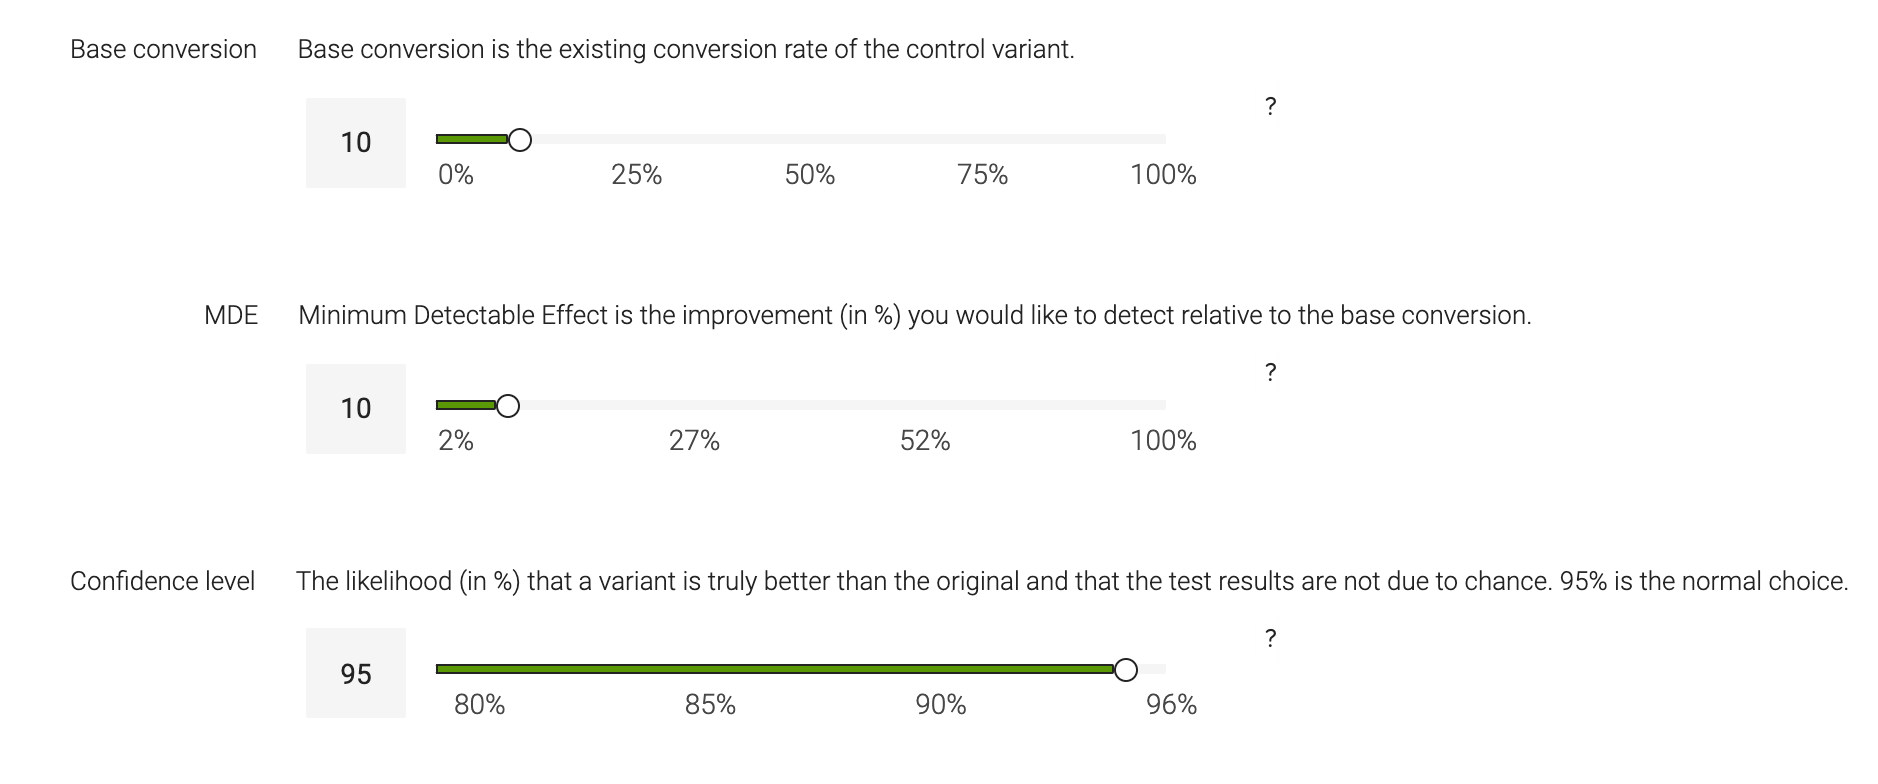 Base conversion Base conversion is the existing conversion rate of the control variant.
?
10
0% 25% 50% 75% 100%
MDE Minimum Detectable Effect is the improvement (in %) you would like to detect relative to the base conversion.
?
10
2% 27% 52% 100%
Confidence level The likelihood (in %) that a variant is truly better than the original and that the test results are not due to chance. 95% is the normal choice.
?
95
80% 85% 90% 96%